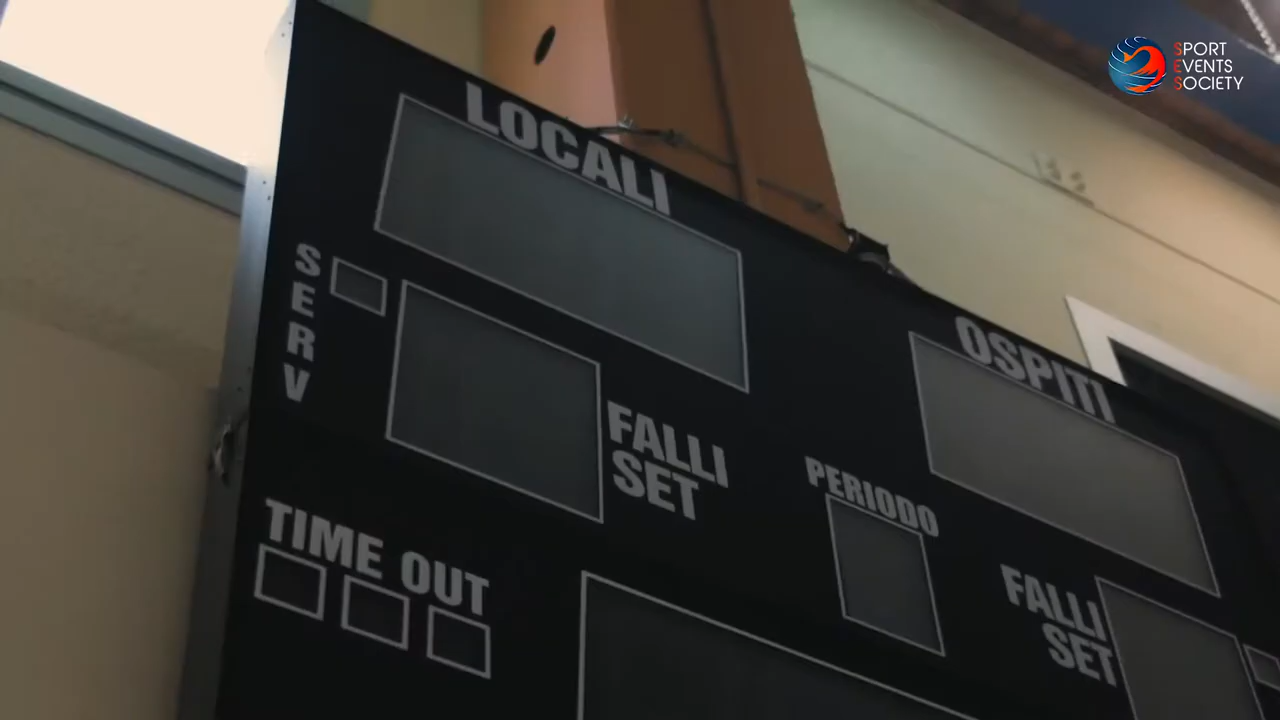 SPORT
EVENTS
SOCIETY
LOCALI
OSPITI
SERV
FALLI
SET
PERIODO
TIME OUT
FALLI
SET